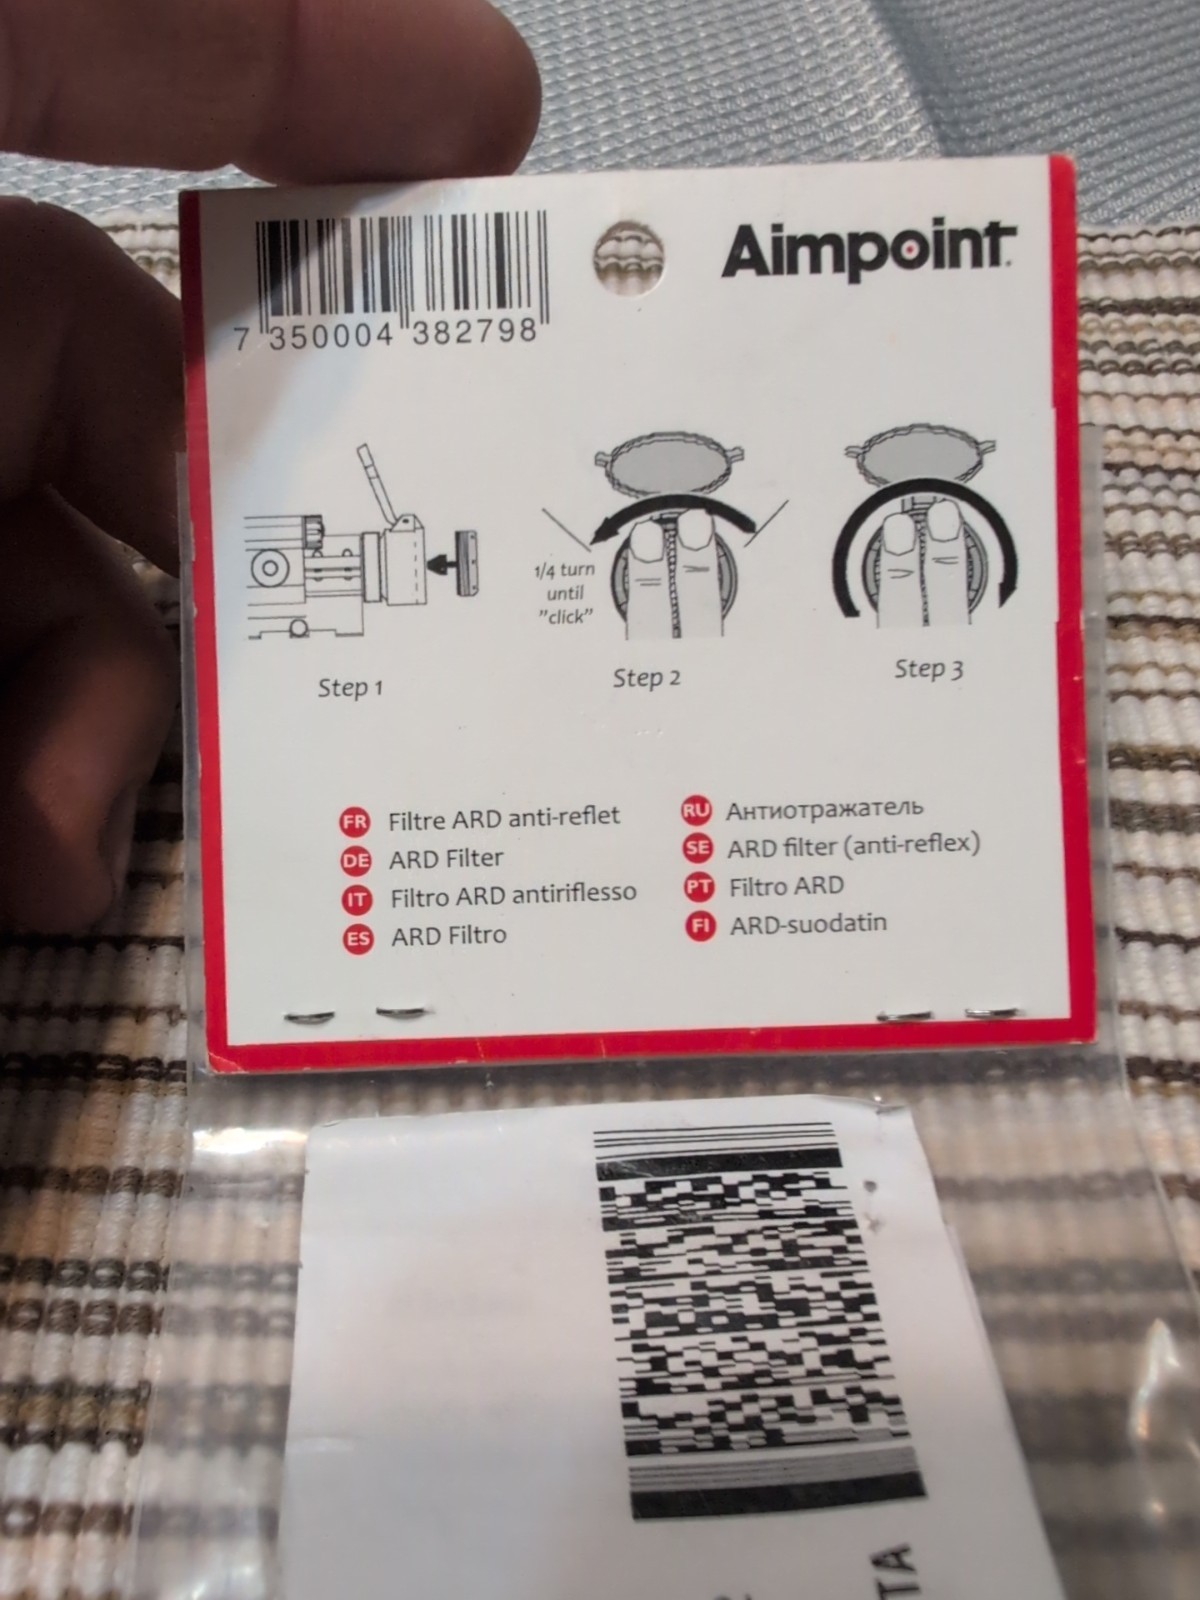 7 350004 382798
Aimpoint
1/4 turn
until
"click"
Step 1
Step 2
Step 3
FR Filtre ARD anti-reflet
DE ARD Filter
IT Filtro ARD antiriflesso
ES ARD Filtro
RU Антиотражатель
SE ARD filter (anti-reflex)
PT Filtro ARD
FI ARD-suodatin
TA